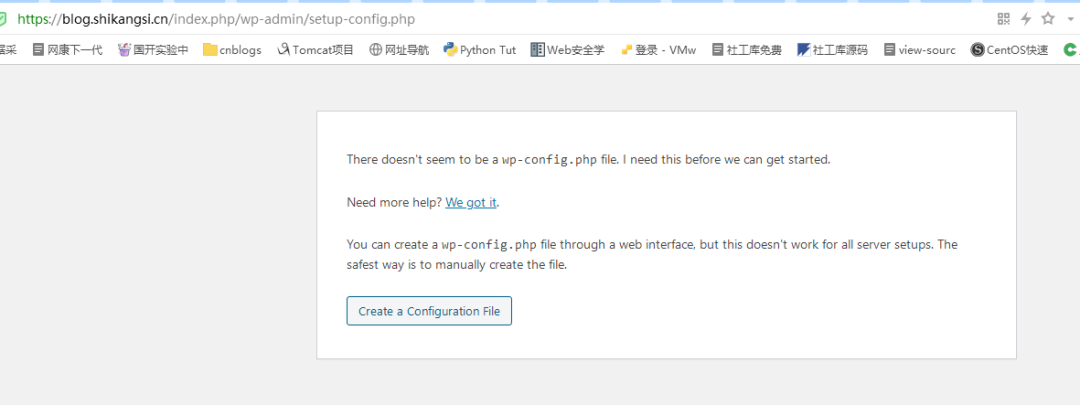 https://blog.shikangsi.cn/index.php/wp-admin/setup-config.php
据采 网康下一代 国开实验中 cnblogs Tomcat项目 网址导航 Python Tut Web安全学 登录 - VMw 社工库免费 社工库源码 view-sourc CentOS快速
There doesn't seem to be a wp-config.php file. I need this before we can get started.
Need more help? We got it.
You can create a wp-config.php file through a web interface, but this doesn't work for all server setups. The
safest way is to manually create the file.
Create a Configuration File